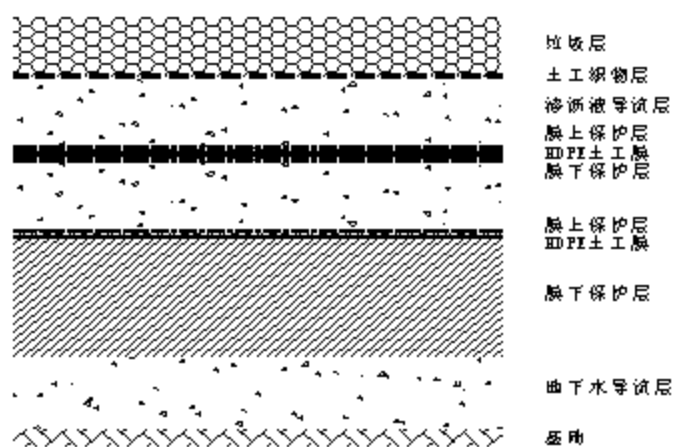 垃圾层
土工织物层
渗沥液导流层
膜上保护层
HDPE土工膜
膜下保护层
膜上保护层
HDPE土工膜
膜下保护层
地下水导流层
基础